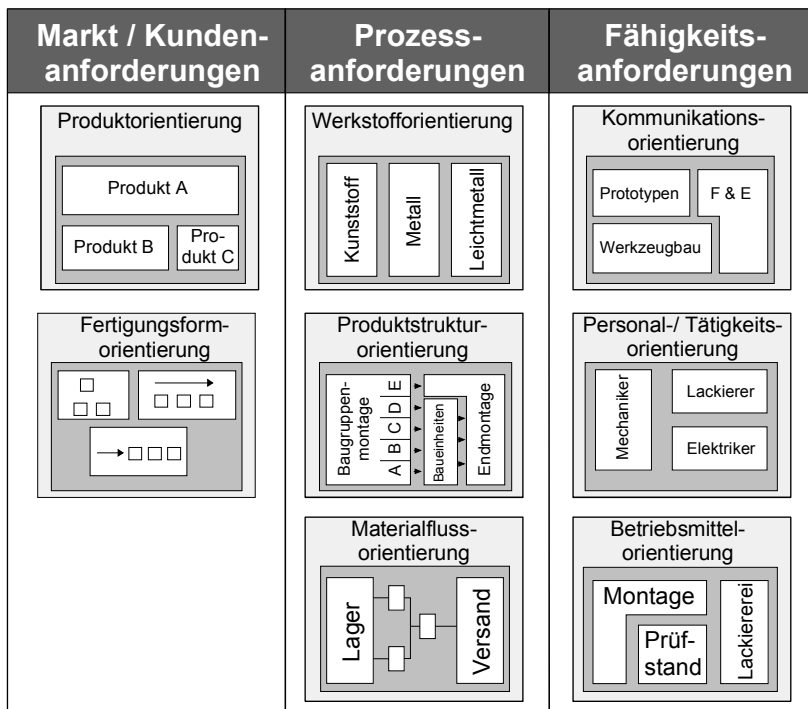 Markt / Kunden-
anforderungen
Produktorientierung
Produkt A
Produkt B
Pro-
dukt C
Fertigungsform-
orientierung
Prozess-
anforderungen
Werkstofforientierung
Kunststoff
Metall
Leichtmetall
Produktstruktur-
orientierung
Baugruppen-
montage
A B C D E
Baueinheiten
Endmontage
Materialfluss-
orientierung
Lager
Versand
Fähigkeits-
anforderungen
Kommunikations-
orientierung
Prototypen
F & E
Werkzeugbau
Personal-/ Tätigkeits-
orientierung
Mechaniker
Lackierer
Elektriker
Betriebsmittel-
orientierung
Montage
Prüf-
stand
Lackiererei